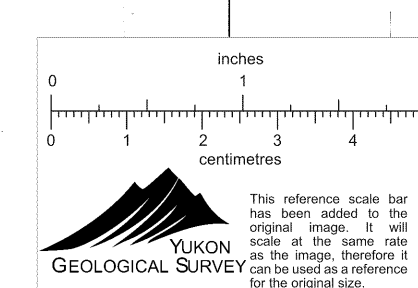 inches
0 1
0 1 2 3 4
centimetres
YUKON
GEOLOGICAL SURVEY
This reference scale bar
has been added to the
original image. It will
scale at the same rate
as the image, therefore it
can be used as a reference
for the original size.